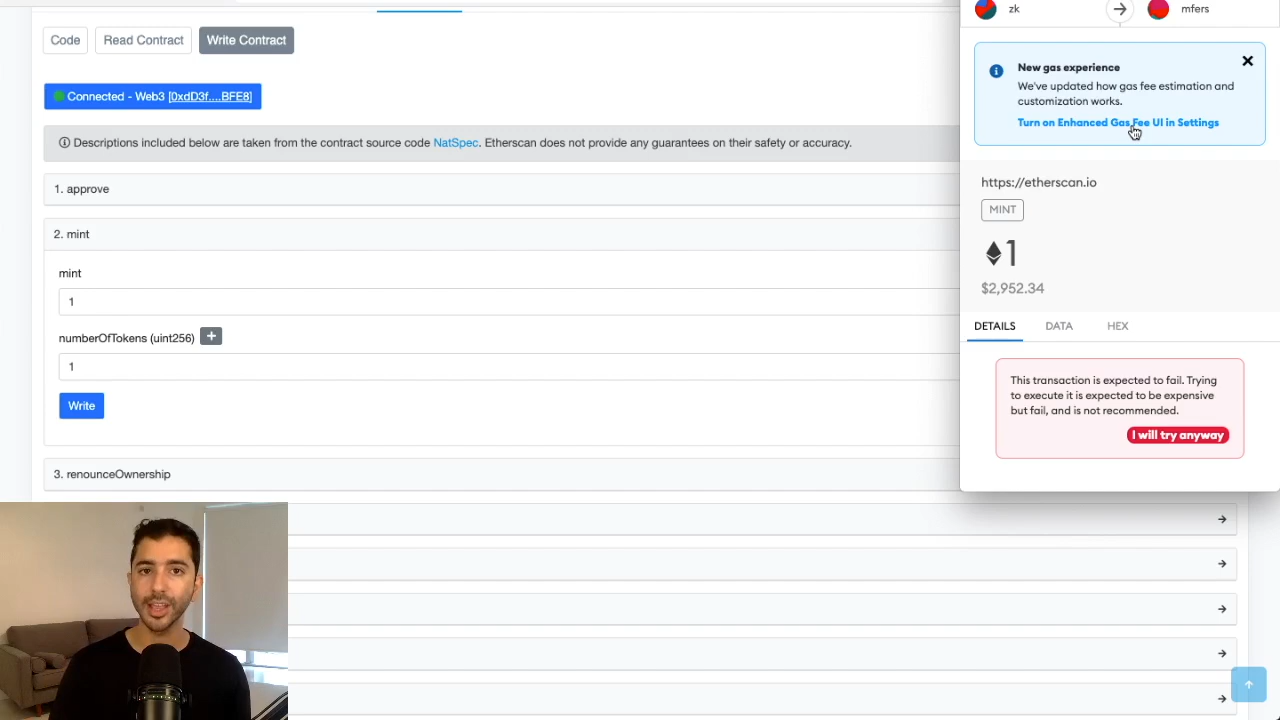 Code
Read Contract
Write Contract
Connected - Web3 [0xdD3f....BFE8]
Descriptions included below are taken from the contract source code NatSpec. Etherscan does not provide any guarantees on their safety or accuracy.
1. approve
2. mint
mint
1
numberOfTokens (uint256) +
1
Write
3. renounceOwnership
zk
mfers
New gas experience
We've updated how gas fee estimation and
customization works.
Turn on Enhanced Gas Fee UI in Settings
https://etherscan.io
MINT
1
$2,952.34
DETAILS
DATA
HEX
This transaction is expected to fail. Trying
to execute it is expected to be expensive
but fail, and is not recommended.
I will try anyway